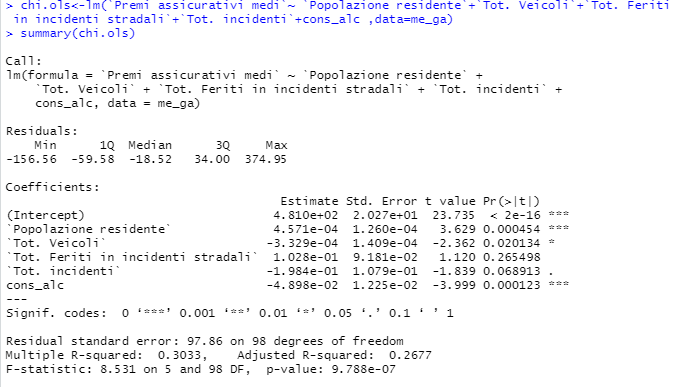 > chi.ols<-lm(`Premi assicurativi medi`~ `Popolazione residente`+`Tot. Veicoli`+`Tot. Feriti
in incidenti stradali`+`Tot. incidenti`+cons_alc ,data=me_ga)
> summary(chi.ols)
Call:
lm(formula = `Premi assicurativi medi` ~ `Popolazione residente` +
`Tot. Veicoli` + `Tot. Feriti in incidenti stradali` + `Tot. incidenti` +
cons_alc, data = me_ga)
Residuals:
Min 1Q Median 3Q Max
-156.56 -59.58 -18.52 34.00 374.95
Coefficients:
Estimate Std. Error t value Pr(>|t|)
(Intercept) 4.810e+02 2.027e+01 23.735 < 2e-16 ***
`Popolazione residente` 4.571e-04 1.260e-04 3.629 0.000454 ***
`Tot. Veicoli` -3.329e-04 1.409e-04 -2.362 0.020134 *
`Tot. Feriti in incidenti stradali` 1.028e-01 9.181e-02 1.120 0.265498
`Tot. incidenti` -1.984e-01 1.079e-01 -1.839 0.068913 .
cons_alc -4.898e-02 1.225e-02 -3.999 0.000123 ***
---
Signif. codes: 0 ‘***’ 0.001 ‘**’ 0.01 ‘*’ 0.05 ‘.’ 0.1 ‘ ’ 1
Residual standard error: 97.86 on 98 degrees of freedom
Multiple R-squared: 0.3033, Adjusted R-squared: 0.2677
F-statistic: 8.531 on 5 and 98 DF, p-value: 9.788e-07